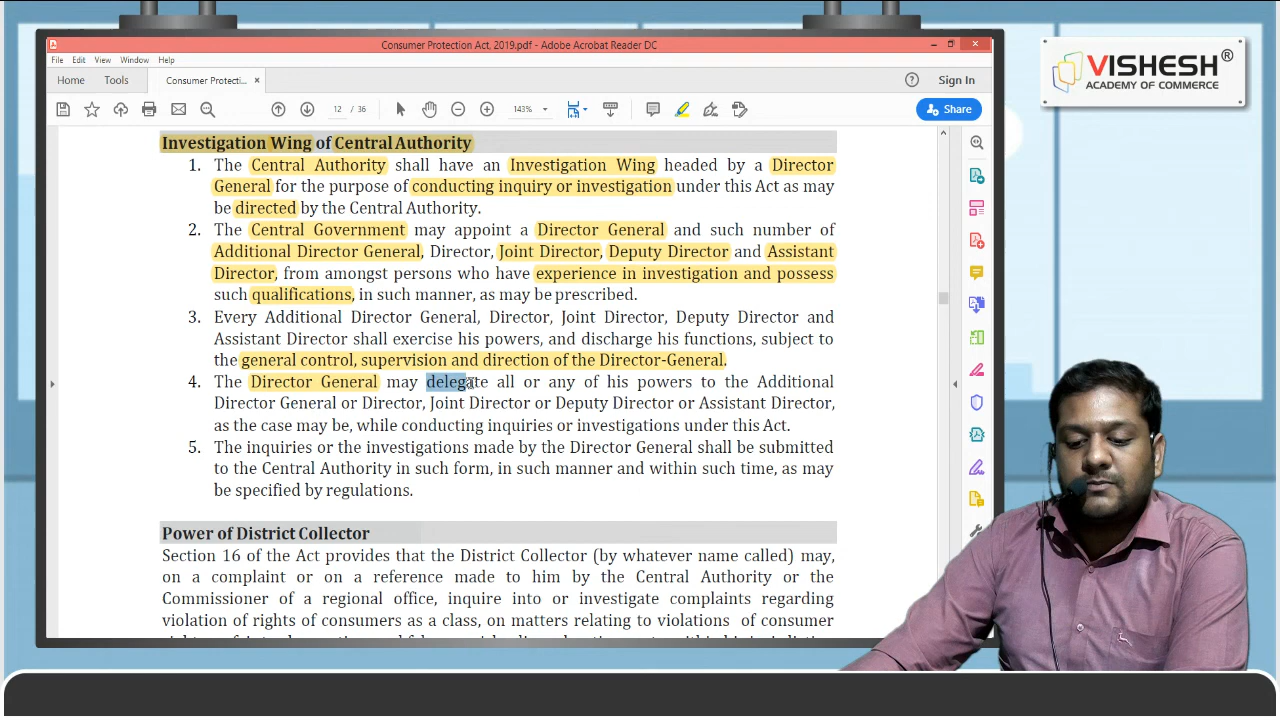 Consumer Protection Act, 2019.pdf - Adobe Acrobat Reader DC
File Edit View Window Help
Home Tools Consumer Protecti... × Sign In
12 / 36 143% Share
VISHESH®
ACADEMY OF COMMERCE
Investigation Wing of Central Authority
1. The Central Authority shall have an Investigation Wing headed by a Director
General for the purpose of conducting inquiry or investigation under this Act as may
be directed by the Central Authority.
2. The Central Government may appoint a Director General and such number of
Additional Director General, Director, Joint Director, Deputy Director and Assistant
Director, from amongst persons who have experience in investigation and possess
such qualifications, in such manner, as may be prescribed.
3. Every Additional Director General, Director, Joint Director, Deputy Director and
Assistant Director shall exercise his powers, and discharge his functions, subject to
the general control, supervision and direction of the Director-General.
4. The Director General may delegate all or any of his powers to the Additional
Director General or Director, Joint Director or Deputy Director or Assistant Director,
as the case may be, while conducting inquiries or investigations under this Act.
5. The inquiries or the investigations made by the Director General shall be submitted
to the Central Authority in such form, in such manner and within such time, as may
be specified by regulations.
Power of District Collector
Section 16 of the Act provides that the District Collector (by whatever name called) may,
on a complaint or on a reference made to him by the Central Authority or the
Commissioner of a regional office, inquire into or investigate complaints regarding
violation of rights of consumers as a class, on matters relating to violations of consumer